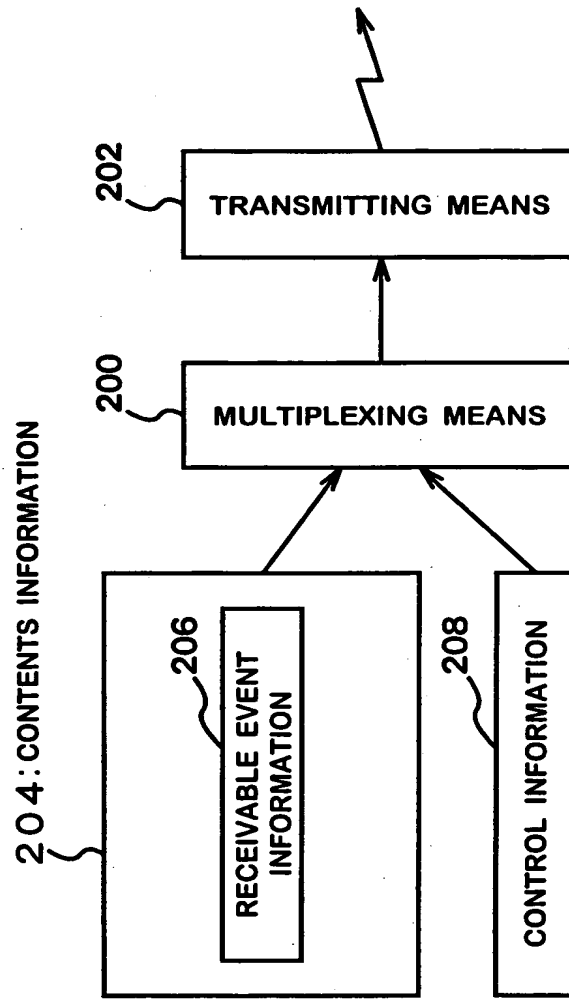 204: CONTENTS INFORMATION
206
RECEIVABLE EVENT
INFORMATION
208
CONTROL INFORMATION
200
MULTIPLEXING MEANS
202
TRANSMITTING MEANS